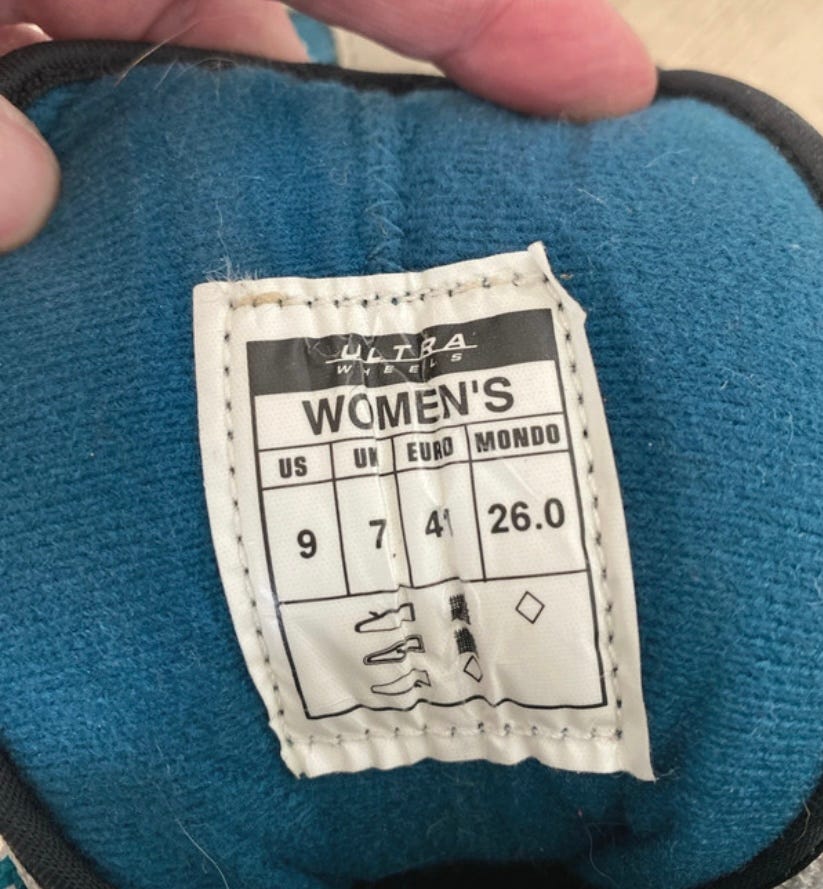 ULTRA
WHEELS
WOMEN'S
US UK EURO MONDO
9 7 41 26.0